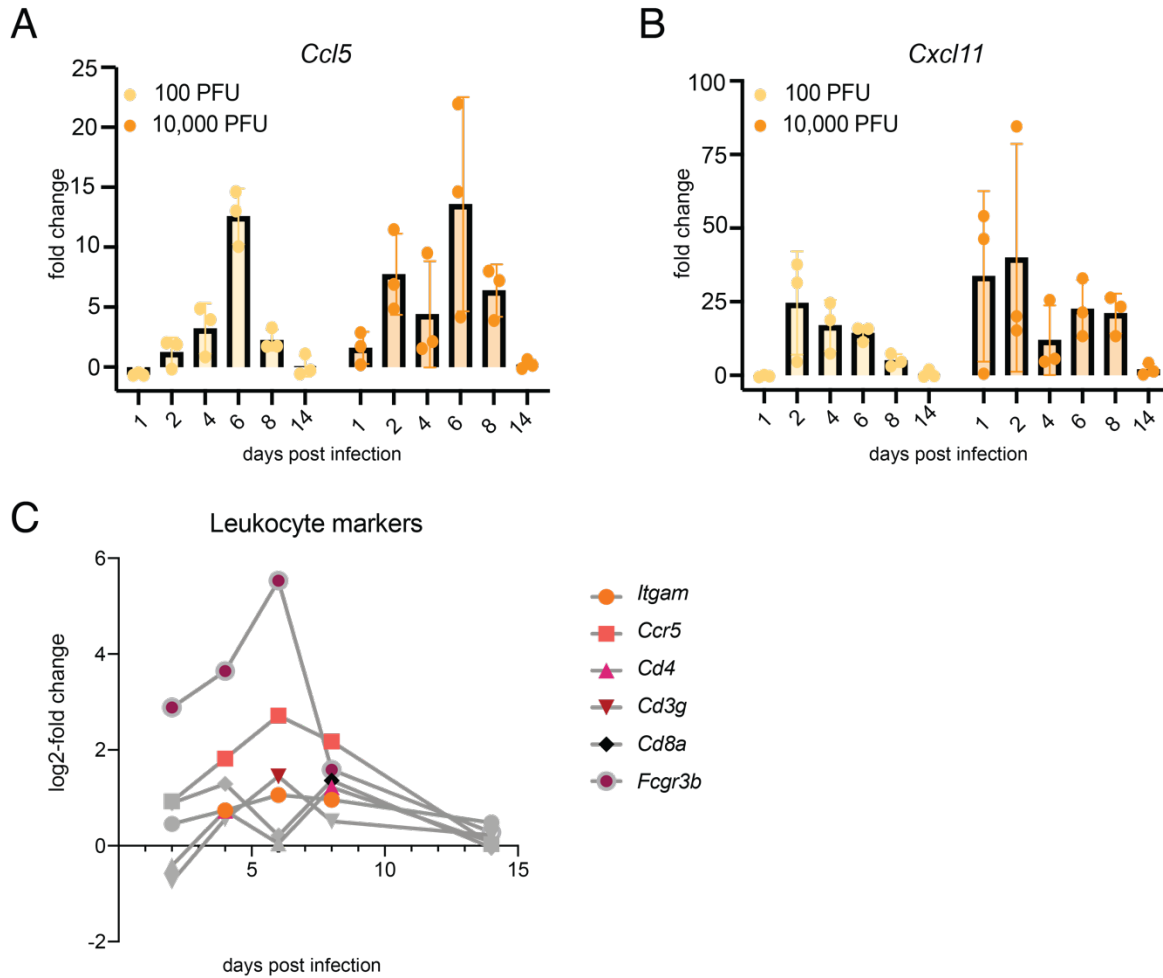 A
Ccl5
25
20
15
10
5
0
fold change
100 PFU
10,000 PFU
1 2 4 6 8 14 1 2 4 6 8 14
days post infection
B
Cxcl11
100
75
50
25
0
fold change
100 PFU
10,000 PFU
1 2 4 6 8 14 1 2 4 6 8 14
days post infection
C
Leukocyte markers
6
4
2
0
-2
log2-fold change
5 10 15
days post infection
Itgam
Ccr5
Cd4
Cd3g
Cd8a
Fcgr3b